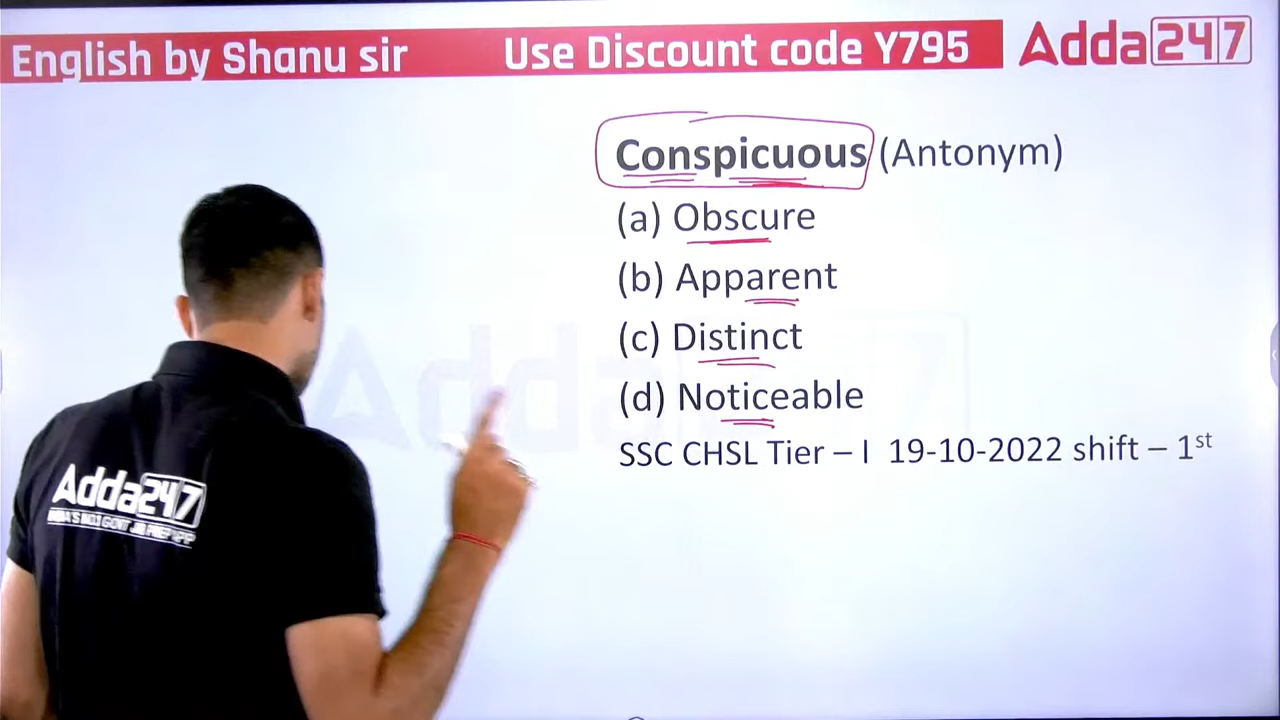 English by Shanu sir Use Discount code Y795 Adda247
Conspicuous (Antonym)
(a) Obscure
(b) Apparent
(c) Distinct
(d) Noticeable
SSC CHSL Tier – I 19-10-2022 shift – 1st
Adda247
Adda247